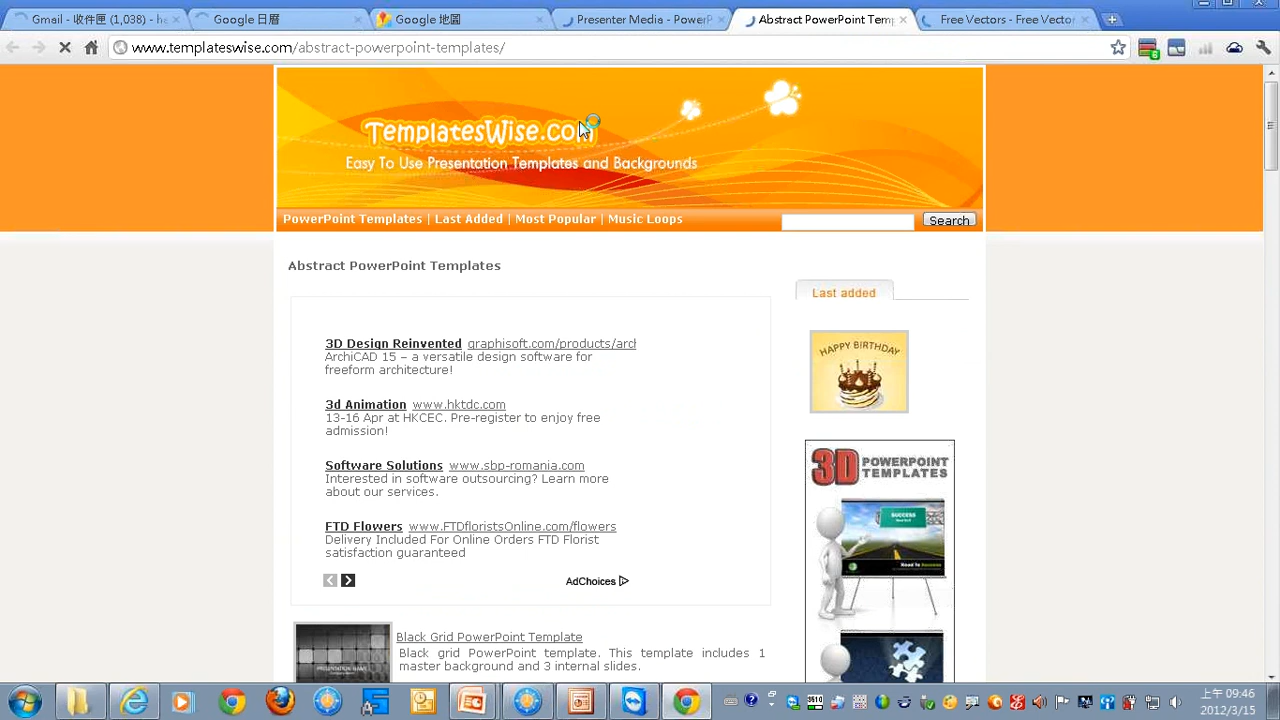 Gmail - 收匣 (1,038) - h
Google 日曆
Google 地圖
Presenter Media - PowerP
Abstract PowerPoint Temp
Free Vectors - Free Vector
www.templateswise.com/abstract-powerpoint-templates/
TemplatesWise.com
Easy To Use Presentation Templates and Backgrounds
PowerPoint Templates | Last Added | Most Popular | Music Loops
Search
Abstract PowerPoint Templates
Last added
3D Design Reinvented graphisoft.com/products/arch
ArchiCAD 15 – a versatile design software for
freeform architecture!
HAPPY BIRTHDAY
3d Animation www.hktdc.com
13-16 Apr at HKCEC. Pre-register to enjoy free
admission!
3D POWERPOINT
TEMPLATES
Software Solutions www.sbp-romania.com
Interested in software outsourcing? Learn more
about our services.
SUCCESS
FTD Flowers www.FTDfloristsOnline.com/flowers
Delivery Included For Online Orders FTD Florist
satisfaction guaranteed
Road To Success
AdChoices
Black Grid PowerPoint Template
Black grid PowerPoint template. This template includes 1
master background and 3 internal slides.
PRESENTATION NAME
上午 09:46
2012/3/15